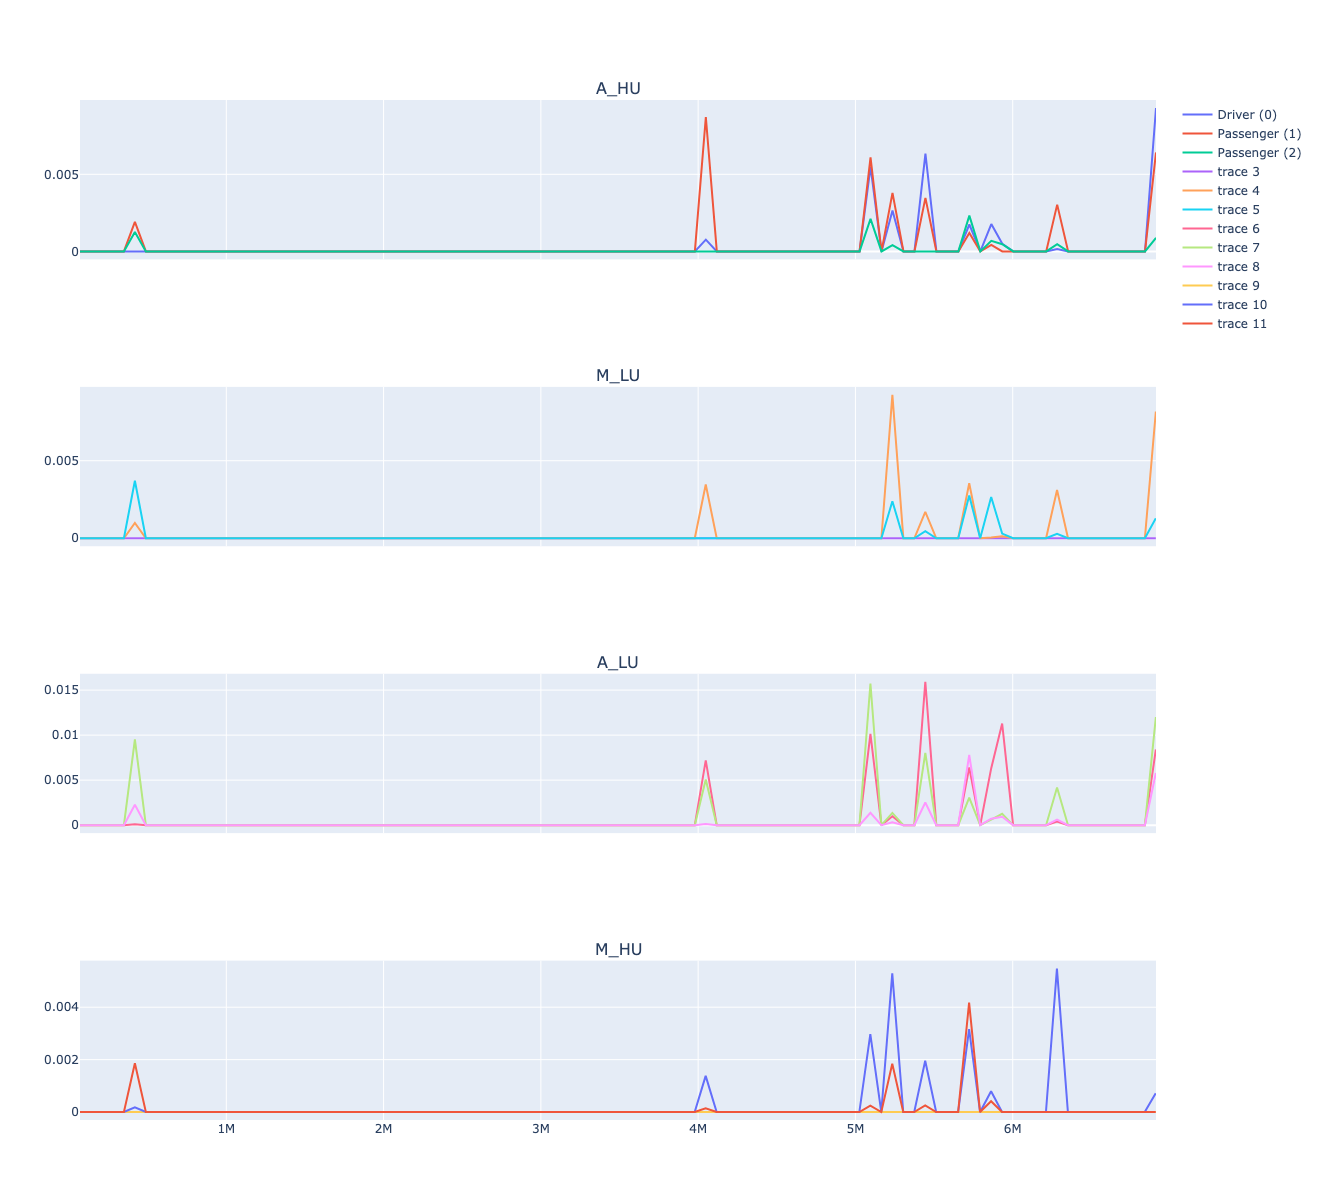 A_HU
0.005
0
Driver (0)
Passenger (1)
Passenger (2)
trace 3
trace 4
trace 5
trace 6
trace 7
trace 8
trace 9
trace 10
trace 11
M_LU
0.005
0
A_LU
0.015
0.01
0.005
0
M_HU
0.004
0.002
0
1M 2M 3M 4M 5M 6M